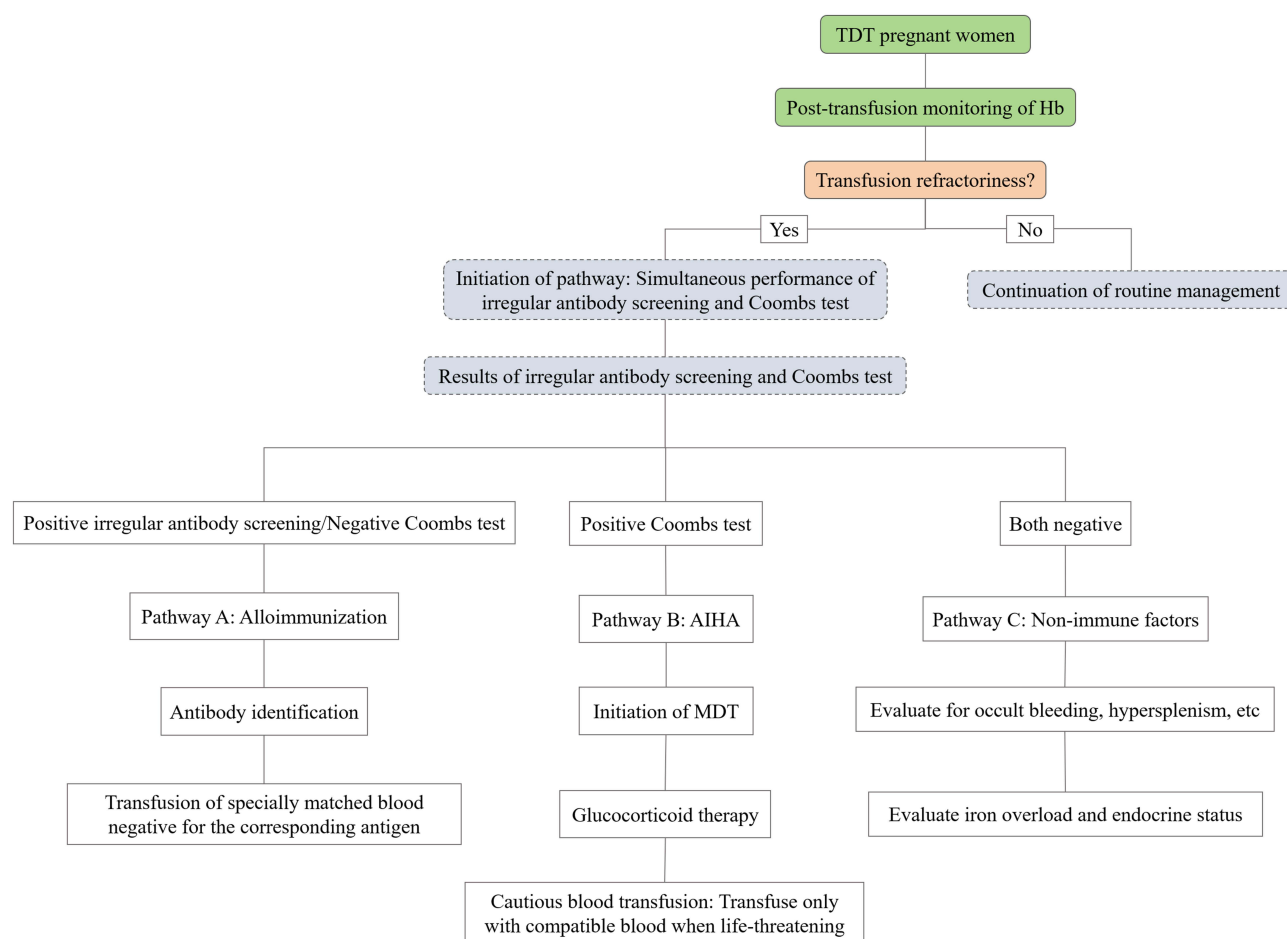 TDT pregnant women
Post-transfusion monitoring of Hb
Transfusion refractoriness?
Yes
No
Initiation of pathway: Simultaneous performance of
irregular antibody screening and Coombs test
Continuation of routine management
Results of irregular antibody screening and Coombs test
Positive irregular antibody screening/Negative Coombs test
Positive Coombs test
Both negative
Pathway A: Alloimmunization
Pathway B: AIHA
Pathway C: Non-immune factors
Antibody identification
Initiation of MDT
Evaluate for occult bleeding, hypersplenism, etc
Transfusion of specially matched blood
negative for the corresponding antigen
Glucocorticoid therapy
Evaluate iron overload and endocrine status
Cautious blood transfusion: Transfuse only
with compatible blood when life-threatening